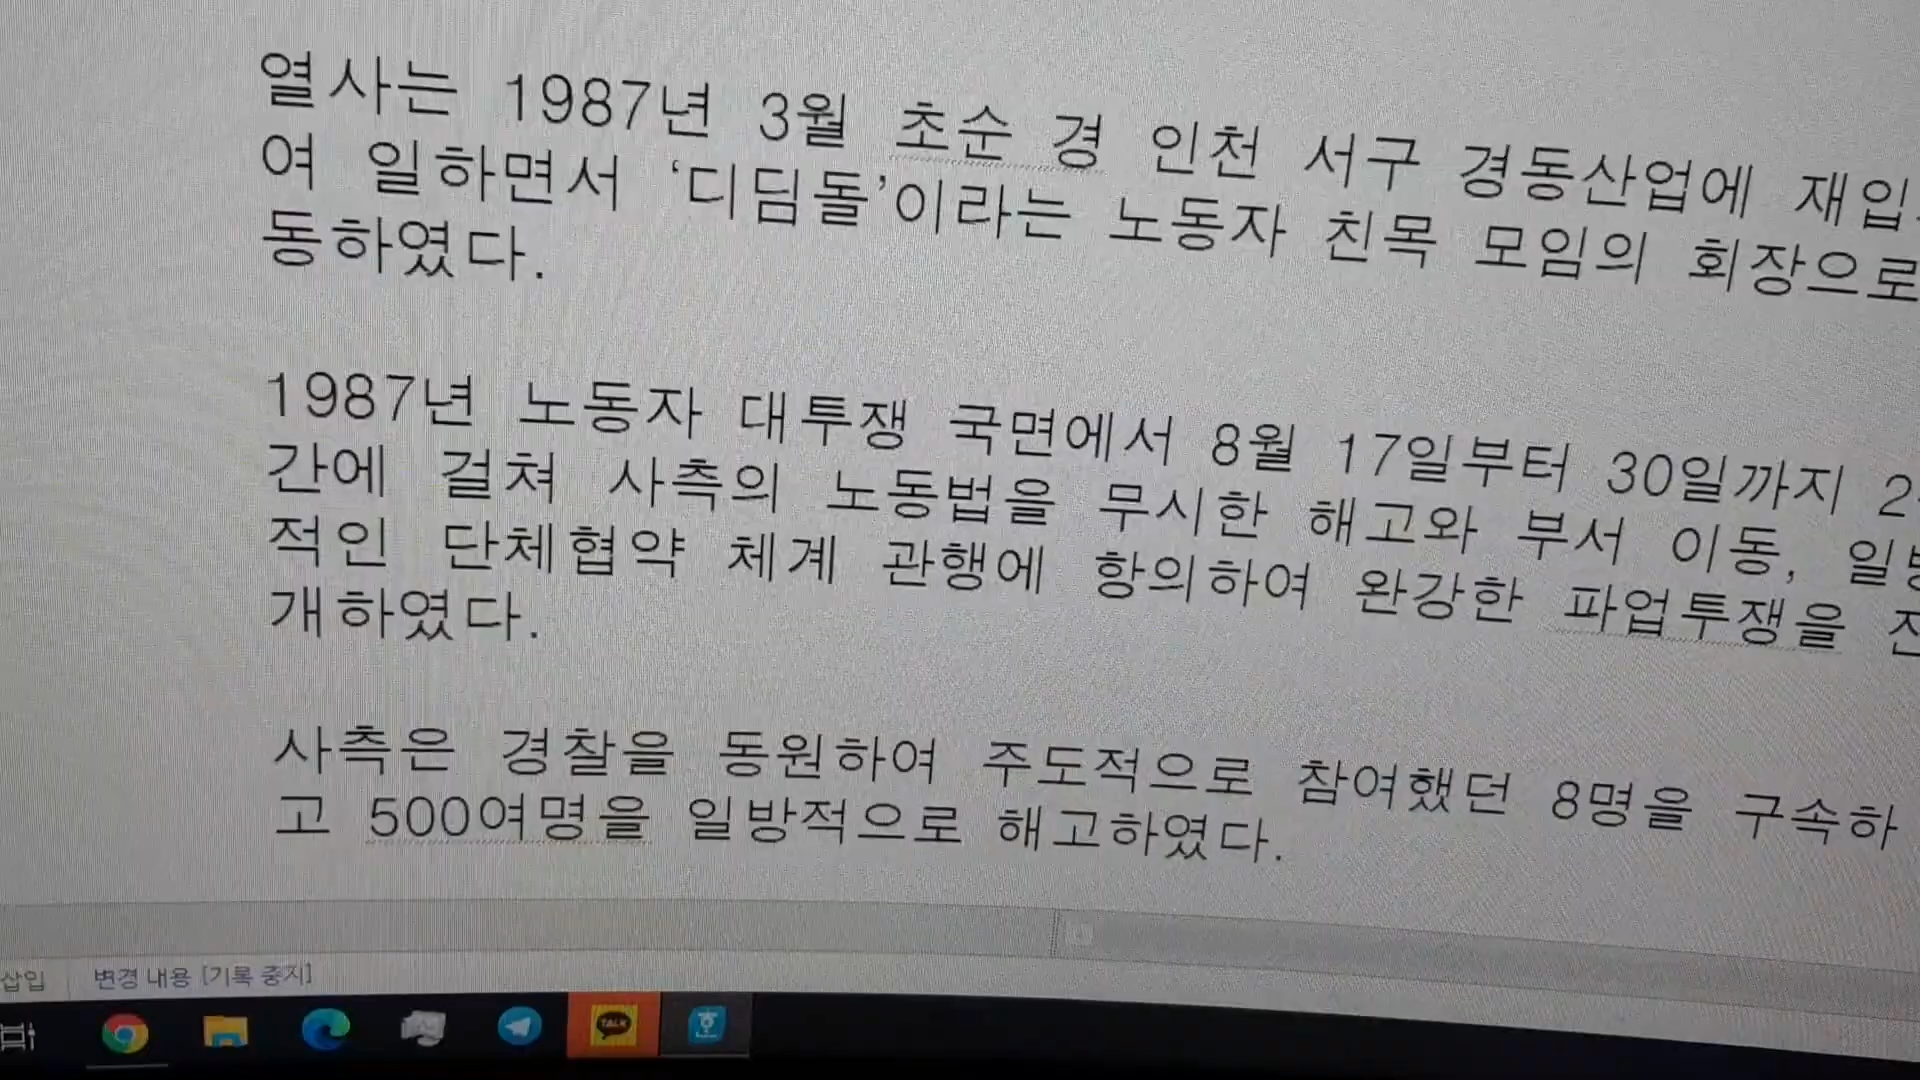 열사는 1987년 3월 초순 경 인천 서구 경동산업에 재입
여 일하면서 ‘디딤돌’이라는 노동자 친목 모임의 회장으로
동하였다.
1987년 노동자 대투쟁 국면에서 8월 17일부터 30일까지 2
간에 걸쳐 사측의 노동법을 무시한 해고와 부서 이동, 일
적인 단체협약 체계 관행에 항의하여 완강한 파업투쟁을
개하였다.
사측은 경찰을 동원하여 주도적으로 참여했던 8명을 구속하
고 500여명을 일방적으로 해고하였다.
삽입 변경 내용 [기록 중지]
TALK